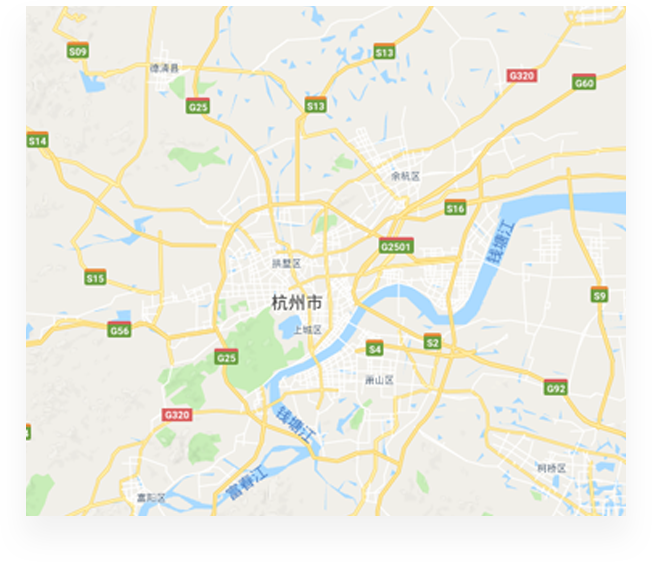 S09
S13
德清县
G320
G60
G25
S13
S14
余杭区
S16
钱塘江
G2501
拱墅区
S15
S9
杭州市
G56
上城区
S2
S4
G25
萧山区
G92
G320
钱塘江
柯桥区
富春江
富阳区